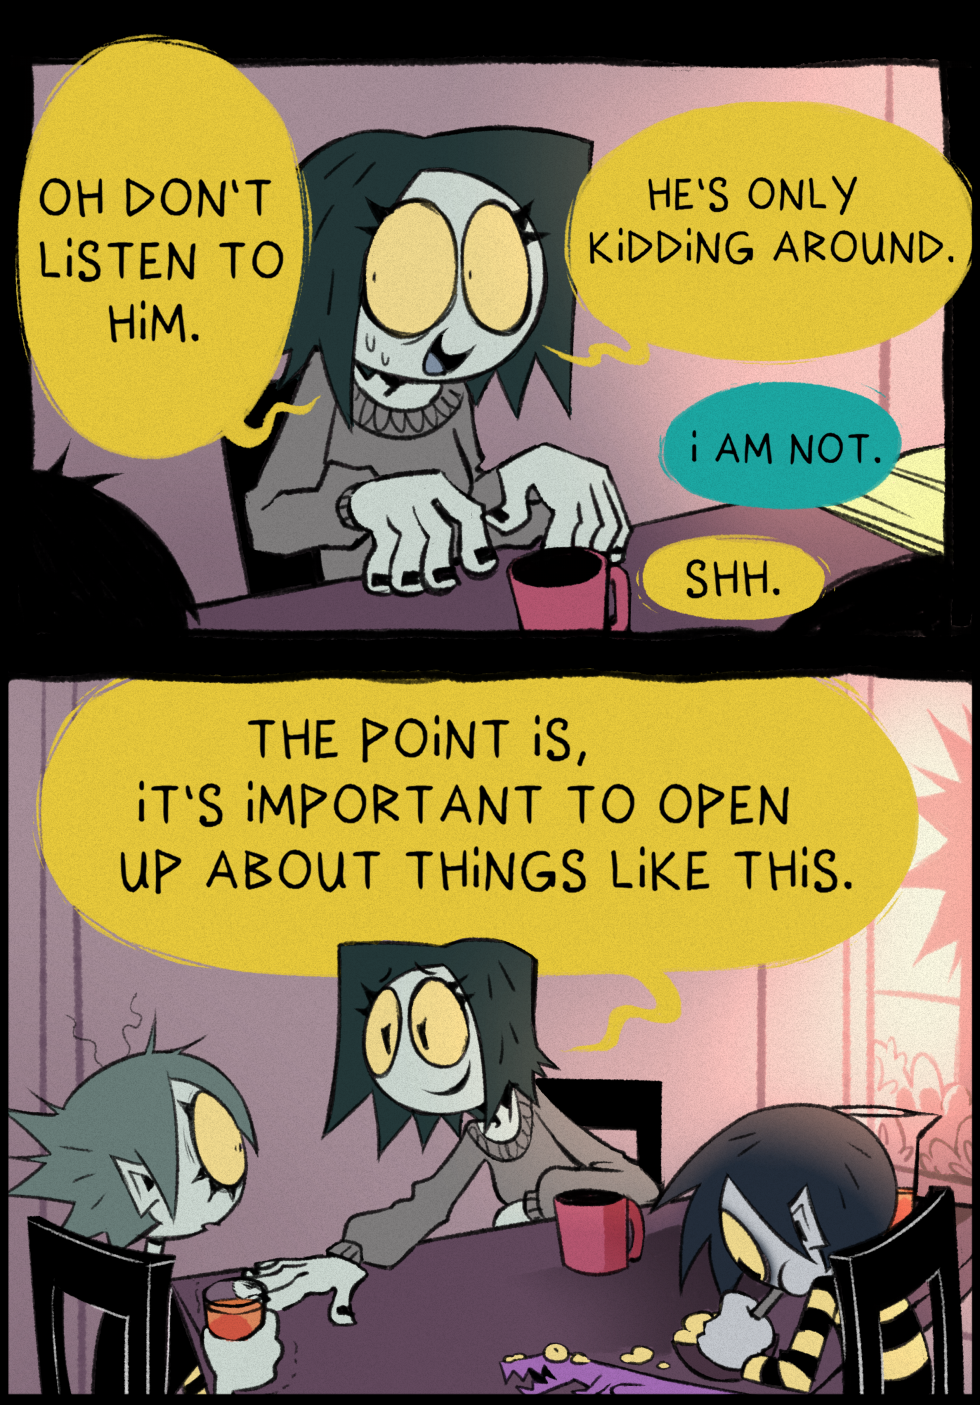 OH DON'T
LiSTEN TO
HiM.
HE'S ONLY
KiDDiNG AROUND.
i AM NOT.
SHH.
THE POiNT iS,
iT'S iMPORTANT TO OPEN
UP ABOUT THiNGS LiKE THiS.